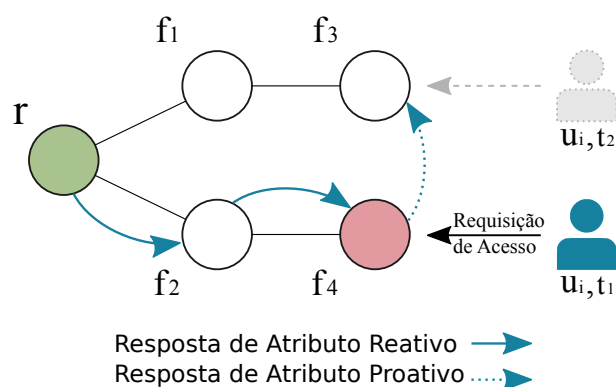 f1
f3
r
ui,t2
Requisição
de Acesso
f2
f4
ui,t1
Resposta de Atributo Reativo
Resposta de Atributo Proativo